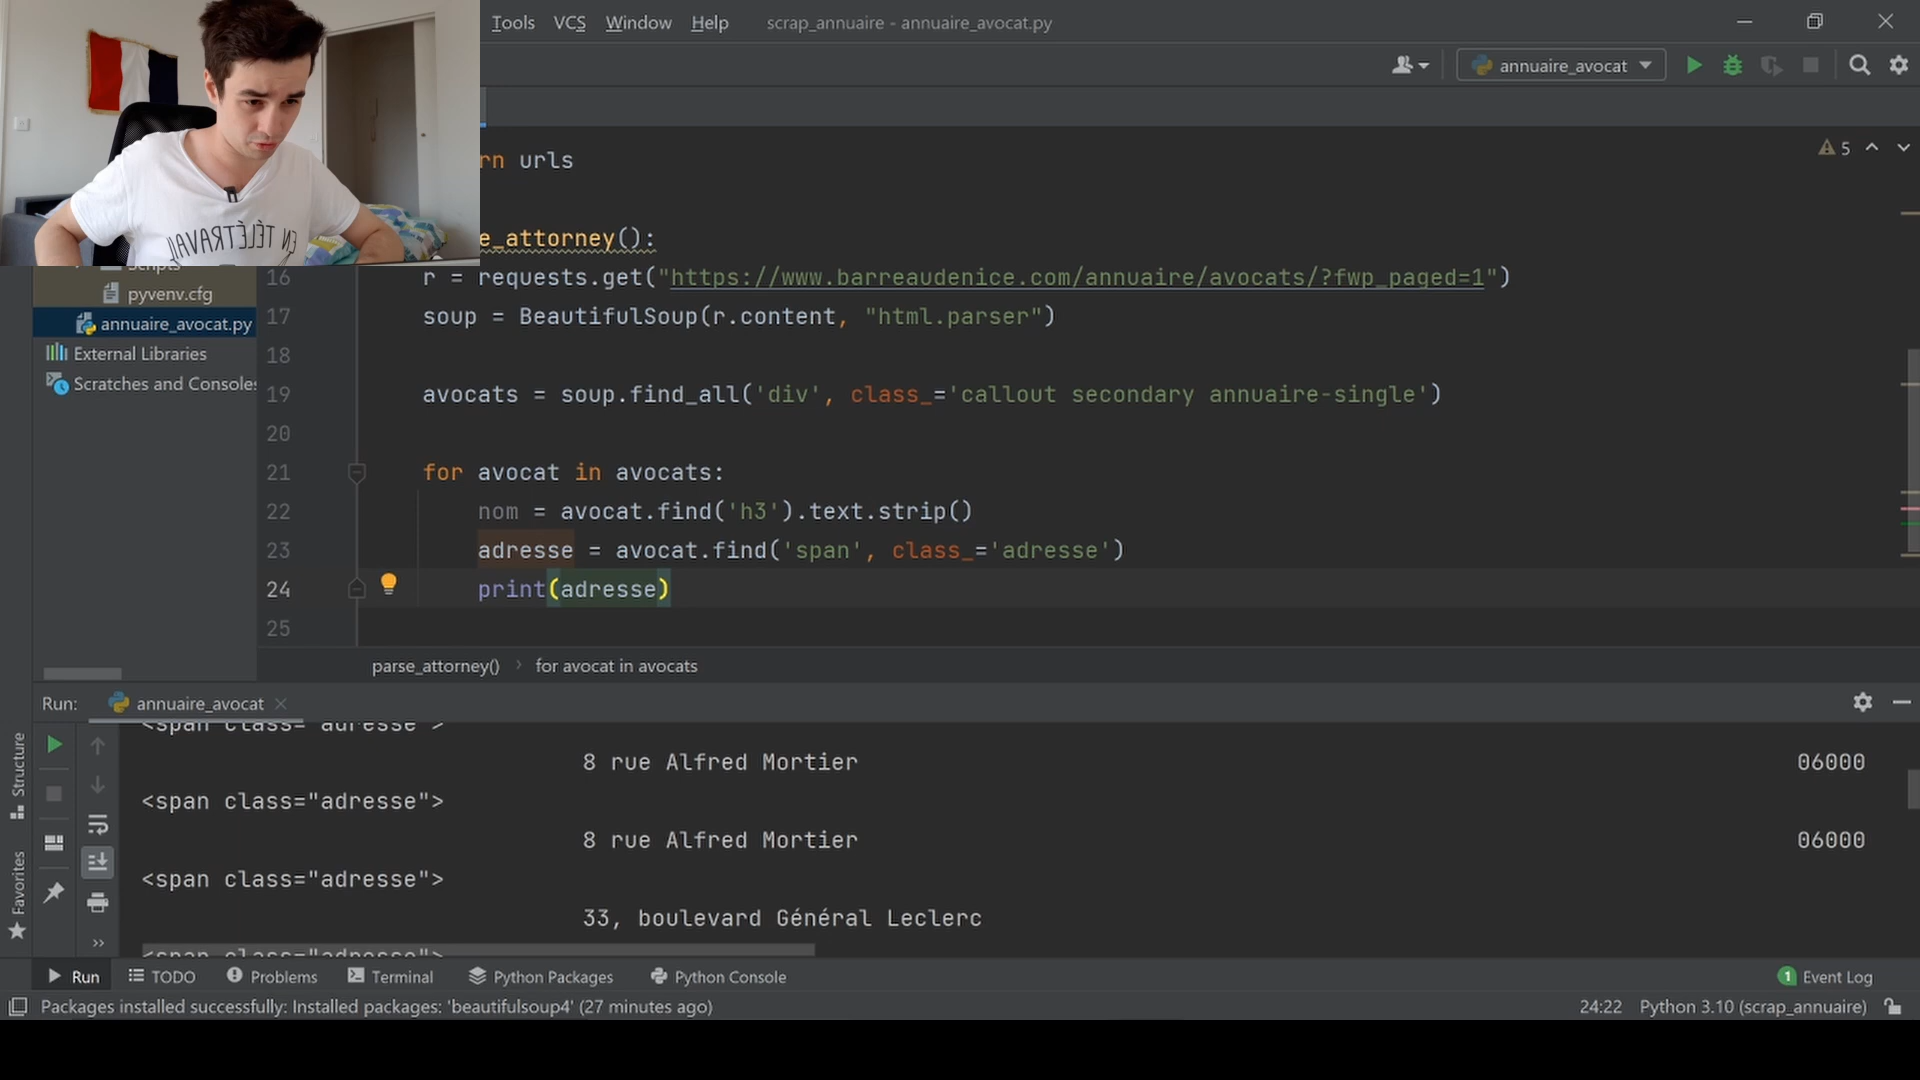 Tools VCS Window Help scrap_annuaire - annuaire_avocat.py
annuaire_avocat
EN TÉLÉTRAVAIL
rn urls
5
e_attorney():
Scripts
pyvenv.cfg
annuaire_avocat.py
External Libraries
Scratches and Consoles
16 r = requests.get("https://www.barreaudenice.com/annuaire/avocats/?fwp_paged=1")
17 soup = BeautifulSoup(r.content, "html.parser")
18
19 avocats = soup.find_all('div', class_='callout secondary annuaire-single')
20
21 for avocat in avocats:
22 nom = avocat.find('h3').text.strip()
23 adresse = avocat.find('span', class_='adresse')
24 print(adresse)
25
parse_attorney() › for avocat in avocats
Run: annuaire_avocat
<span class="adresse">
8 rue Alfred Mortier 06000
<span class="adresse">
8 rue Alfred Mortier 06000
<span class="adresse">
33, boulevard Général Leclerc
<span class="adresse">
Structure
Favorites
Run TODO Problems Terminal Python Packages Python Console 1 Event Log
Packages installed successfully: Installed packages: 'beautifulsoup4' (27 minutes ago) 24:22 Python 3.10 (scrap_annuaire)